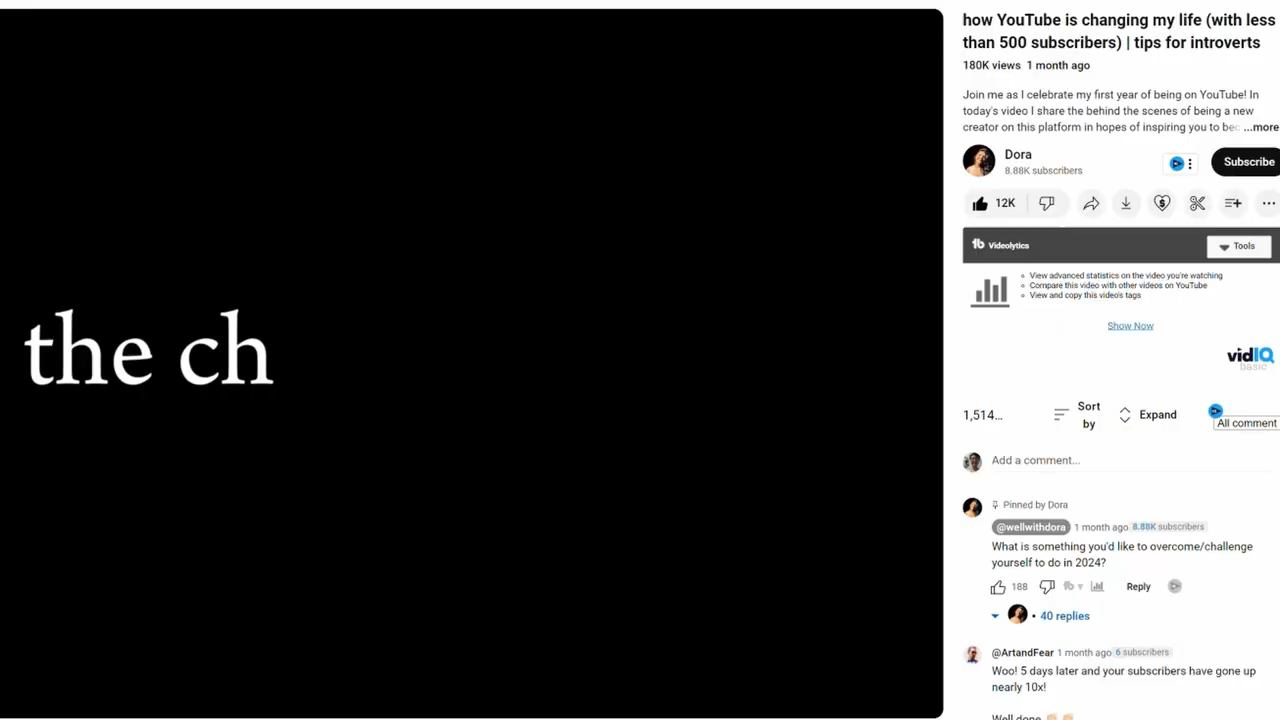 the ch
how YouTube is changing my life (with less
than 500 subscribers) | tips for introverts
180K views 1 month ago
Join me as I celebrate my first year of being on YouTube! In
today's video I share the behind the scenes of being a new
creator on this platform in hopes of inspiring you to bec ...more
Dora
8.88K subscribers
Subscribe
12K
tb Videolytics
Tools
View advanced statistics on the video you're watching
Compare this video with other videos on YouTube
View and copy this video's tags
Show Now
vidIQ
basic
1,514...
Sort
by
Expand
All comment
Add a comment...
Pinned by Dora
@wellwithdora 1 month ago 8.88K subscribers
What is something you'd like to overcome/challenge
yourself to do in 2024?
188
tb
Reply
• 40 replies
@ArtandFear 1 month ago 6 subscribers
Woo! 5 days later and your subscribers have gone up
nearly 10x!
Well done